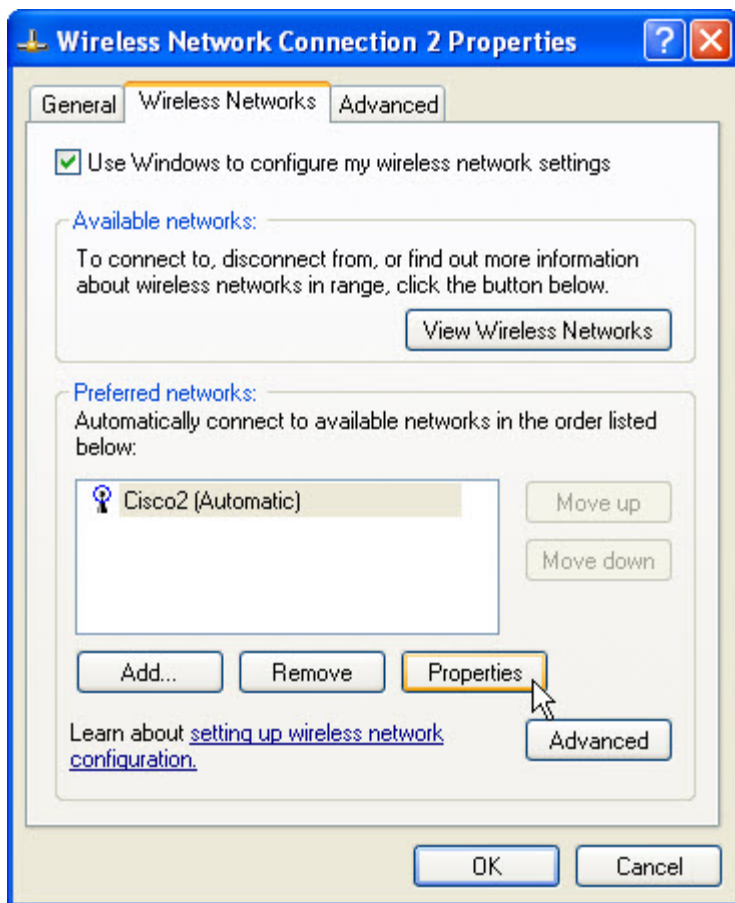 Wireless Network Connection 2 Properties
?
General
Wireless Networks
Advanced
Use Windows to configure my wireless network settings
Available networks:
To connect to, disconnect from, or find out more information
about wireless networks in range, click the button below.
View Wireless Networks
Preferred networks:
Automatically connect to available networks in the order listed
below:
Cisco2 (Automatic)
Move up
Move down
Add...
Remove
Properties
Learn about setting up wireless network
configuration.
Advanced
OK
Cancel